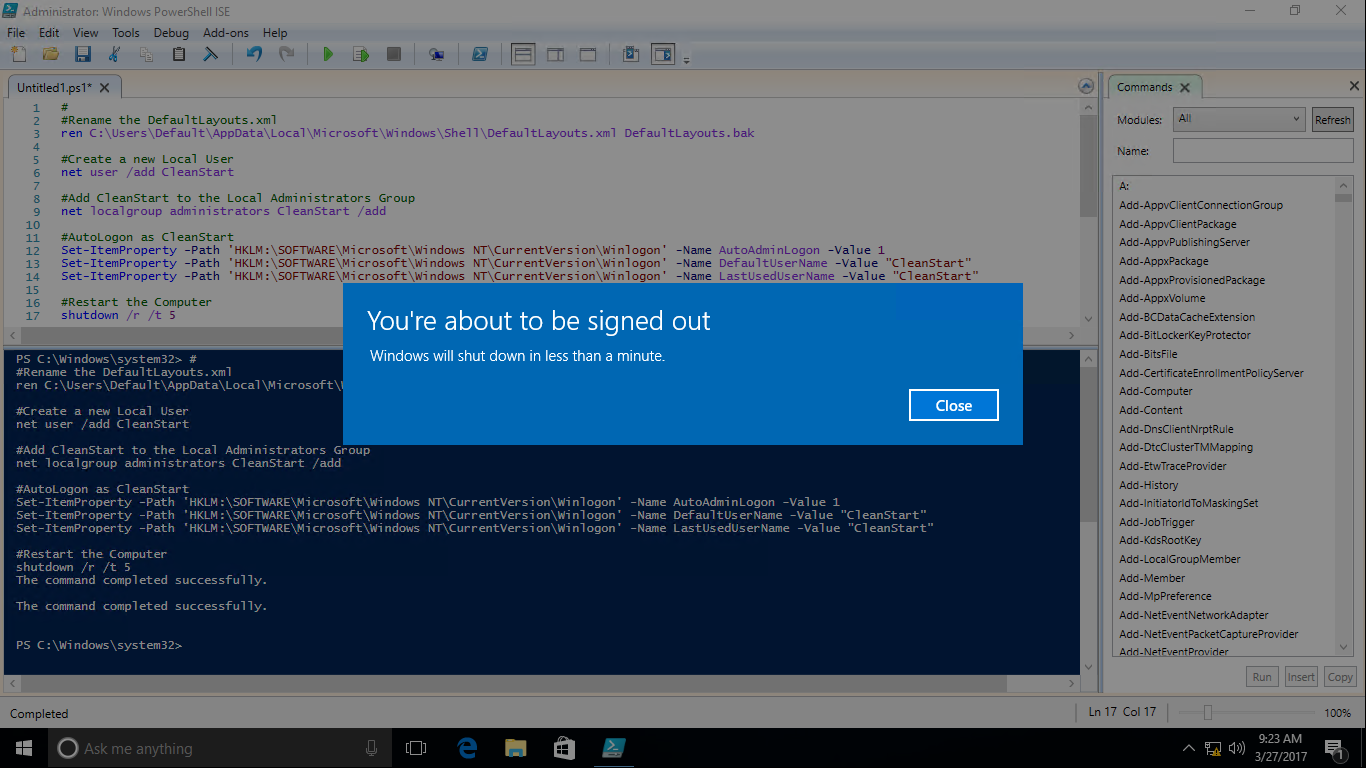 Administrator: Windows PowerShell ISE
File Edit View Tools Debug Add-ons Help
Untitled1.ps1*
1 #
2 #Rename the DefaultLayouts.xml
3 ren C:\Users\Default\AppData\Local\Microsoft\Windows\Shell\DefaultLayouts.xml DefaultLayouts.bak
4
5 #Create a new Local User
6 net user /add CleanStart
7
8 #Add CleanStart to the Local Administrators Group
9 net localgroup administrators CleanStart /add
10
11 #AutoLogon as CleanStart
12 Set-ItemProperty -Path 'HKLM:\SOFTWARE\Microsoft\Windows NT\CurrentVersion\Winlogon' -Name AutoAdminLogon -Value 1
13 Set-ItemProperty -Path 'HKLM:\SOFTWARE\Microsoft\Windows NT\CurrentVersion\Winlogon' -Name DefaultUserName -Value "CleanStart"
14 Set-ItemProperty -Path 'HKLM:\SOFTWARE\Microsoft\Windows NT\CurrentVersion\Winlogon' -Name LastUsedUserName -Value "CleanStart"
15
16 #Restart the Computer
17 shutdown /r /t 5
You're about to be signed out
Windows will shut down in less than a minute.
Close
PS C:\Windows\system32> #
#Rename the DefaultLayouts.xml
ren C:\Users\Default\AppData\Local\Microsoft\
#Create a new Local User
net user /add CleanStart
#Add CleanStart to the Local Administrators Group
net localgroup administrators CleanStart /add
#AutoLogon as CleanStart
Set-ItemProperty -Path 'HKLM:\SOFTWARE\Microsoft\Windows NT\CurrentVersion\Winlogon' -Name AutoAdminLogon -Value 1
Set-ItemProperty -Path 'HKLM:\SOFTWARE\Microsoft\Windows NT\CurrentVersion\Winlogon' -Name DefaultUserName -Value "CleanStart"
Set-ItemProperty -Path 'HKLM:\SOFTWARE\Microsoft\Windows NT\CurrentVersion\Winlogon' -Name LastUsedUserName -Value "CleanStart"
#Restart the Computer
shutdown /r /t 5
The command completed successfully.
The command completed successfully.
PS C:\Windows\system32>
Commands
Modules: All Refresh
Name:
A:
Add-AppvClientConnectionGroup
Add-AppvClientPackage
Add-AppvPublishingServer
Add-AppxPackage
Add-AppxProvisionedPackage
Add-AppxVolume
Add-BCDataCacheExtension
Add-BitLockerKeyProtector
Add-BitsFile
Add-CertificateEnrollmentPolicyServer
Add-Computer
Add-Content
Add-DnsClientNrptRule
Add-DtcClusterTMMapping
Add-EtwTraceProvider
Add-History
Add-InitiatorIdToMaskingSet
Add-JobTrigger
Add-KdsRootKey
Add-LocalGroupMember
Add-Member
Add-MpPreference
Add-NetEventNetworkAdapter
Add-NetEventPacketCaptureProvider
Add-NetEventProvider
Run Insert Copy
Completed
Ln 17 Col 17
100%
Ask me anything
9:23 AM
3/27/2017
1